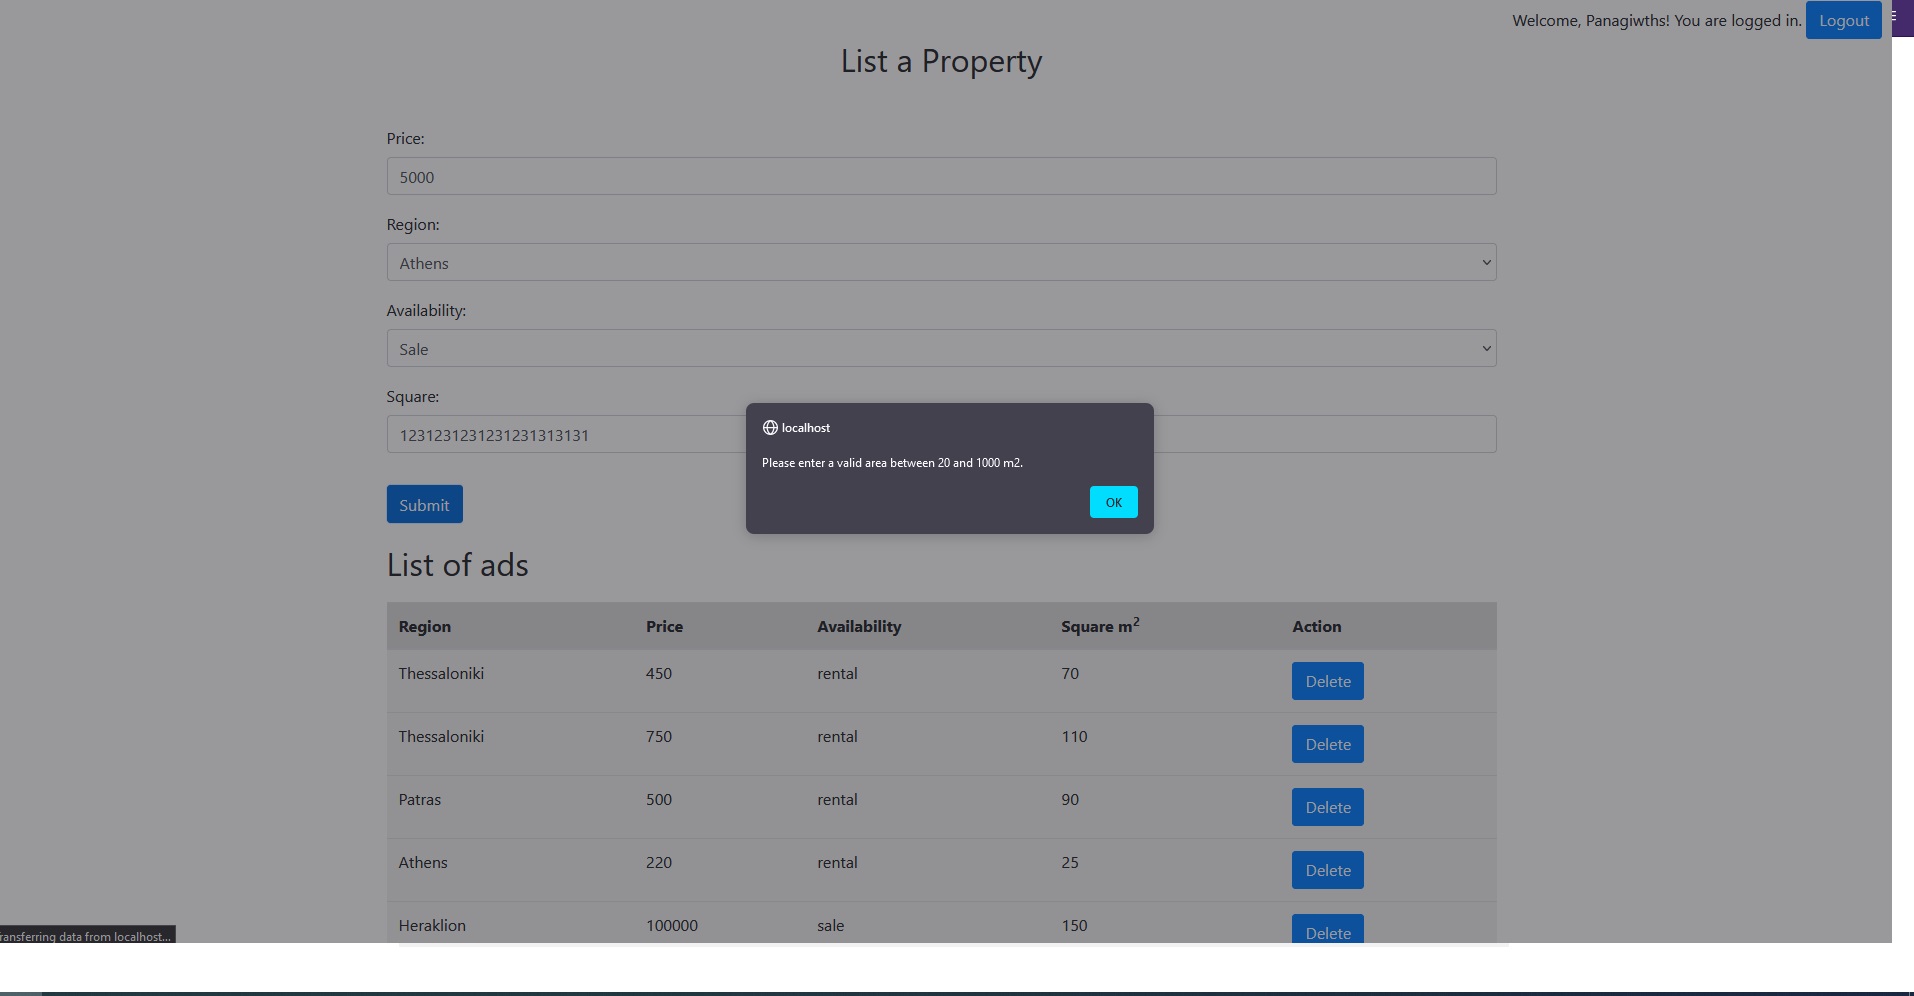 Welcome, Panagiwths! You are logged in. Logout
List a Property
Price:
5000
Region:
Athens
Availability:
Sale
Square:
1231231231231231313131
localhost
Please enter a valid area between 20 and 1000 m2.
OK
Submit
List of ads
Region Price Availability Square m² Action
Thessaloniki 450 rental 70 Delete
Thessaloniki 750 rental 110 Delete
Patras 500 rental 90 Delete
Athens 220 rental 25 Delete
Heraklion 100000 sale 150 Delete
ransferring data from localhost...